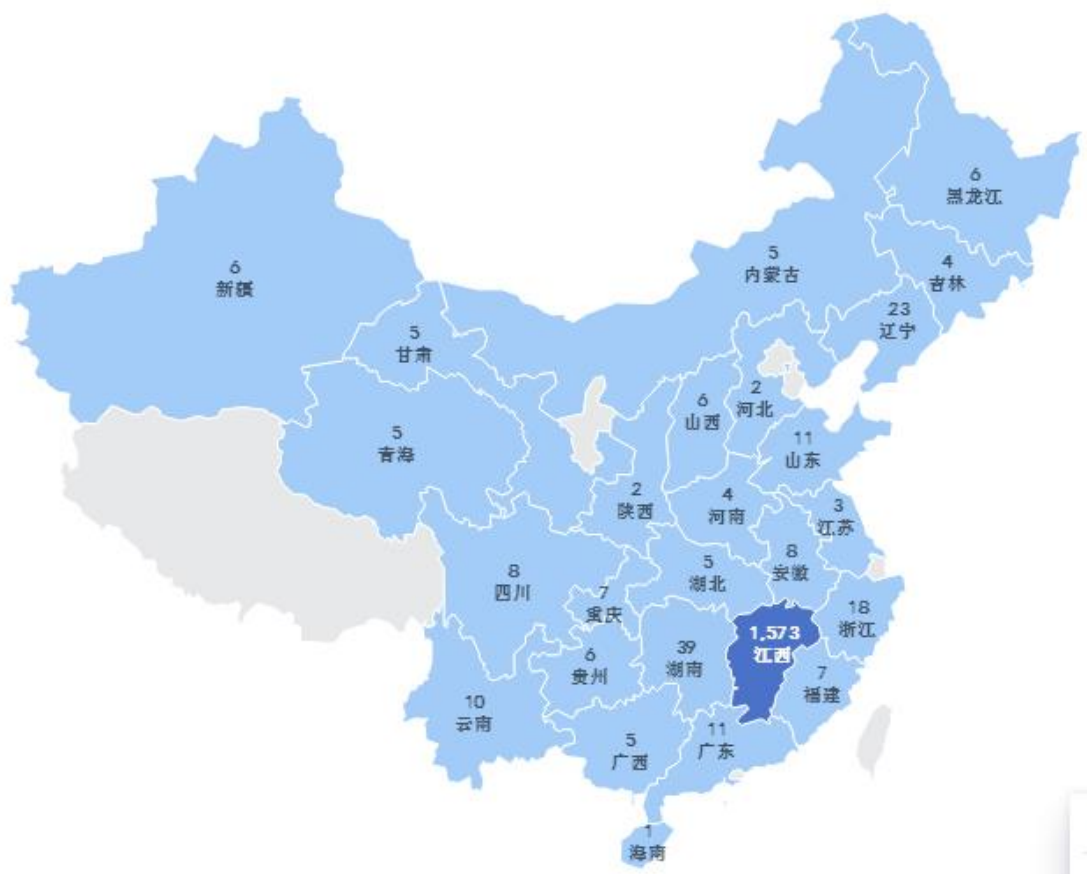 6
黑龙江
5
内蒙古
4
吉林
6
新疆
23
辽宁
5
甘肃
2
河北
6
山西
11
山东
5
青海
2
陕西
4
河南
3
江苏
8
安徽
5
湖北
8
四川
7
重庆
18
浙江
1,573
江西
39
湖南
6
贵州
7
福建
10
云南
11
广东
5
广西
1
海南